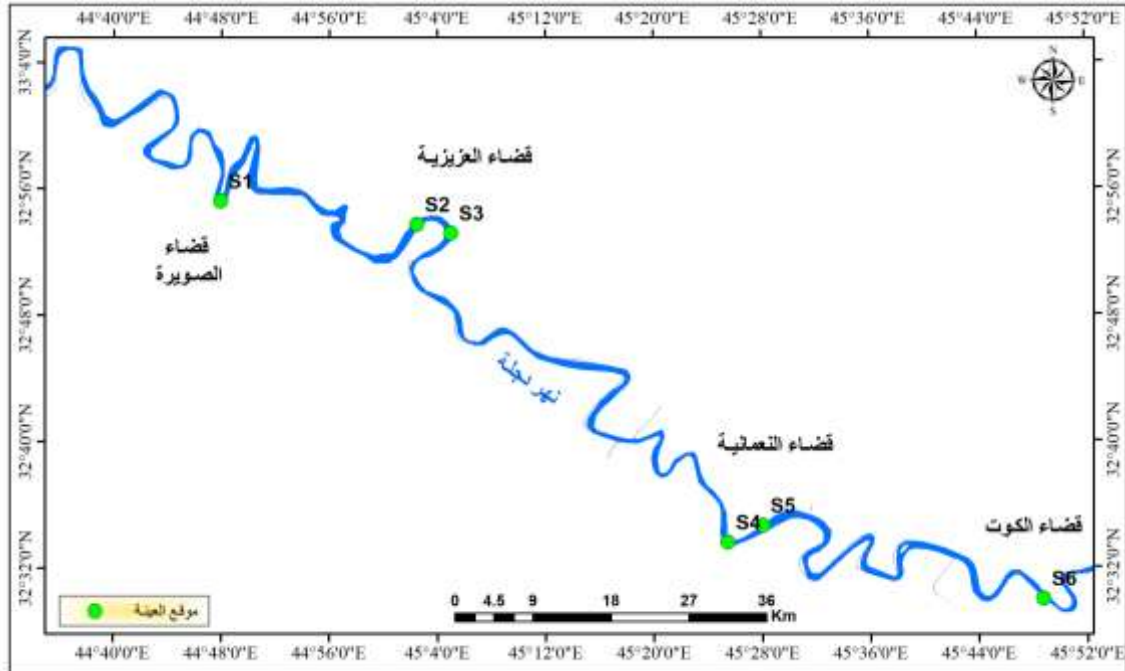 44°40'0"E 44°48'0"E 44°56'0"E 45°4'0"E 45°12'0"E 45°20'0"E 45°28'0"E 45°36'0"E 45°44'0"E 45°52'0"E
33°4'0"N
N
W E
S
قضاء العزيزية
32°56'0"N 32°56'0"N
S1
S2
S3
قضاء
الصويرة
32°48'0"N 32°48'0"N
نهر دجلة
32°40'0"N 32°40'0"N
قضاء النعمانية
S5
S4
قضاء الكوت
32°32'0"N 32°32'0"N
S6
موقع العينة
0 4.5 9 18 27 36
Km
44°40'0"E 44°48'0"E 44°56'0"E 45°4'0"E 45°12'0"E 45°20'0"E 45°28'0"E 45°36'0"E 45°44'0"E 45°52'0"E